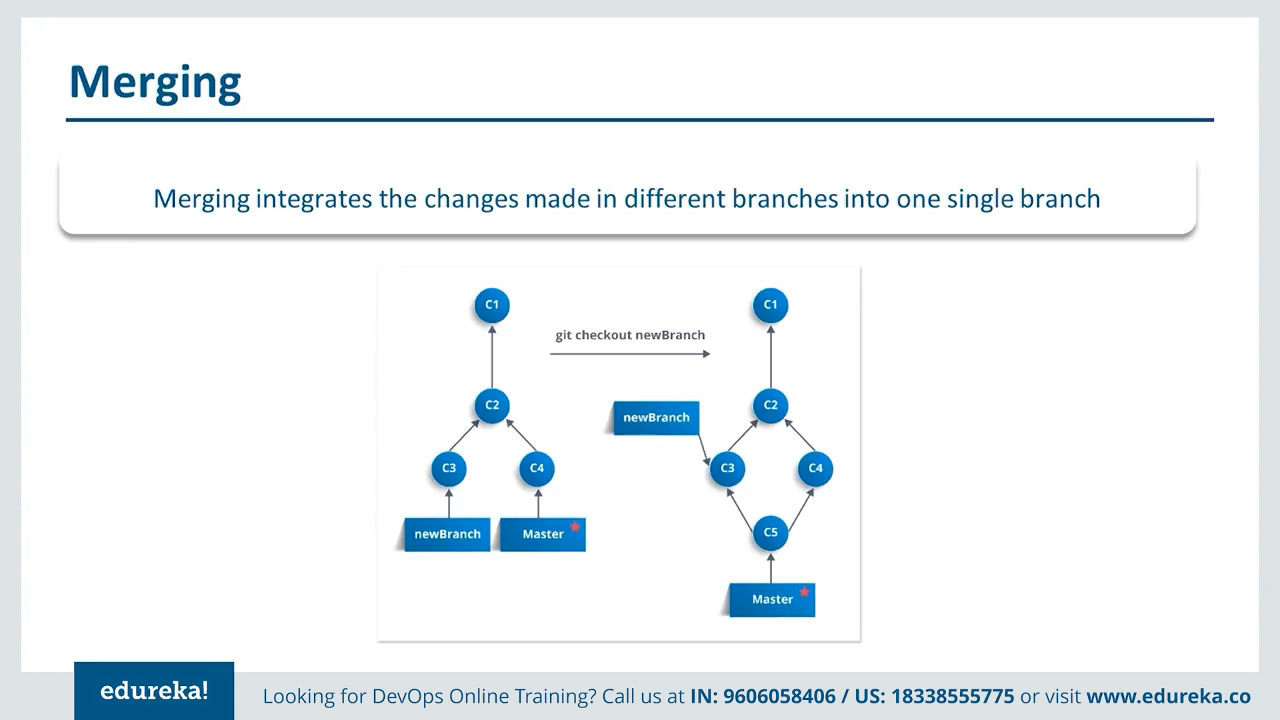 Merging
Merging integrates the changes made in different branches into one single branch
C1
git checkout newBranch
C2
C3
C4
newBranch
Master
C1
newBranch
C2
C3
C4
C5
Master
edureka!
Looking for DevOps Online Training? Call us at IN: 9606058406 / US: 18338555775 or visit www.edureka.co